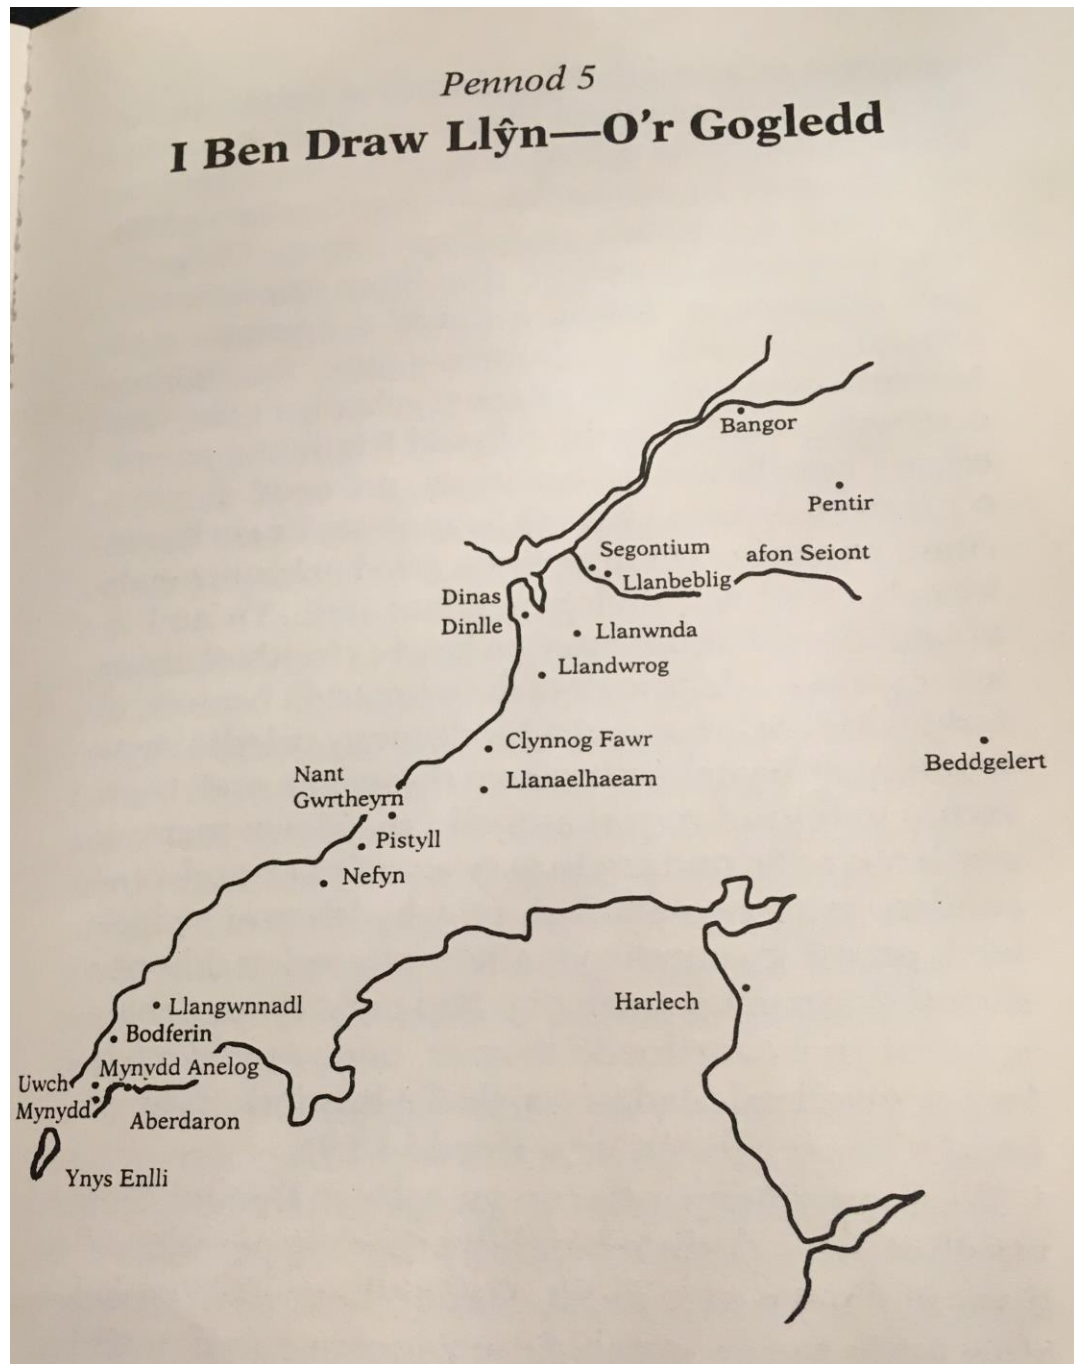 Pennod 5
I Ben Draw Llŷn—O'r Gogledd
Bangor
Pentir
Segontium
afon Seiont
Llanbeblig
Dinas
Dinlle
Llanwnda
Llandwrog
Clynnog Fawr
Beddgelert
Nant
Gwrtheyrn
Llanaelhaearn
Pistyll
Nefyn
Harlech
Llangwnnadl
Bodferin
Mynydd Anelog
Uwch
Mynydd
Aberdaron
Ynys Enlli